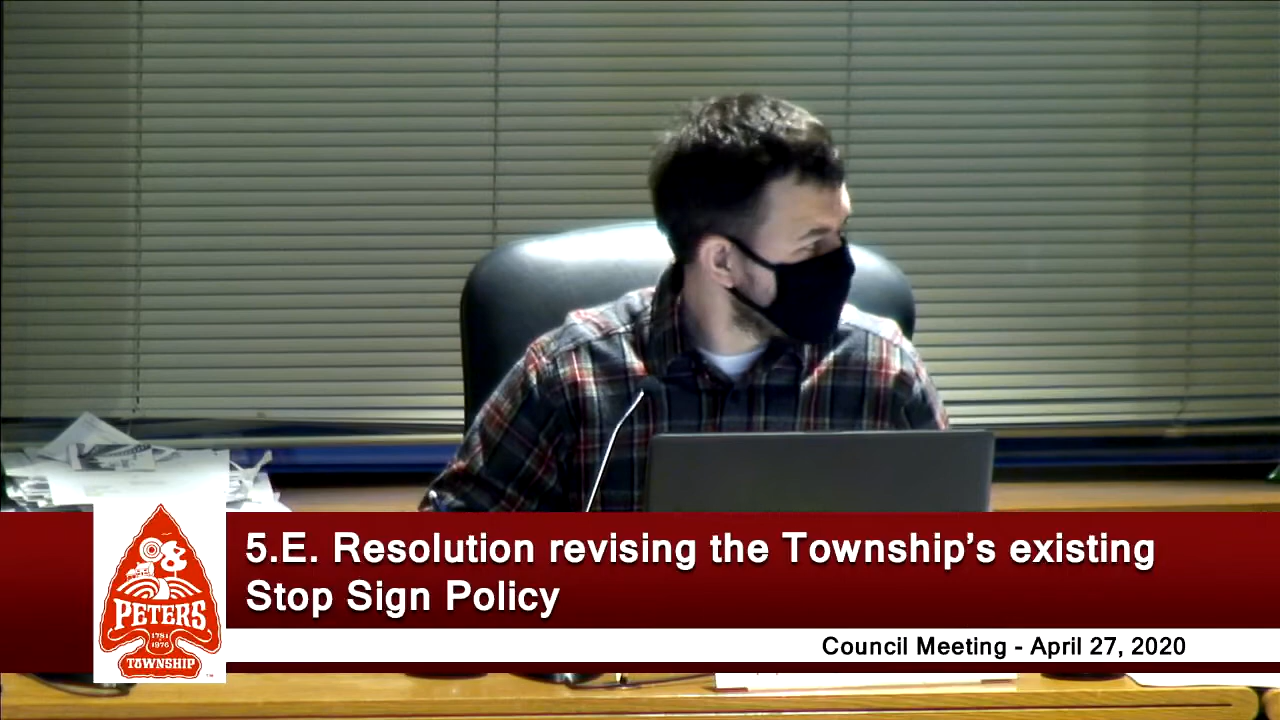 5.E. Resolution revising the Township’s existing
Stop Sign Policy
PETERS
1781
1976
TOWNSHIP
Council Meeting - April 27, 2020